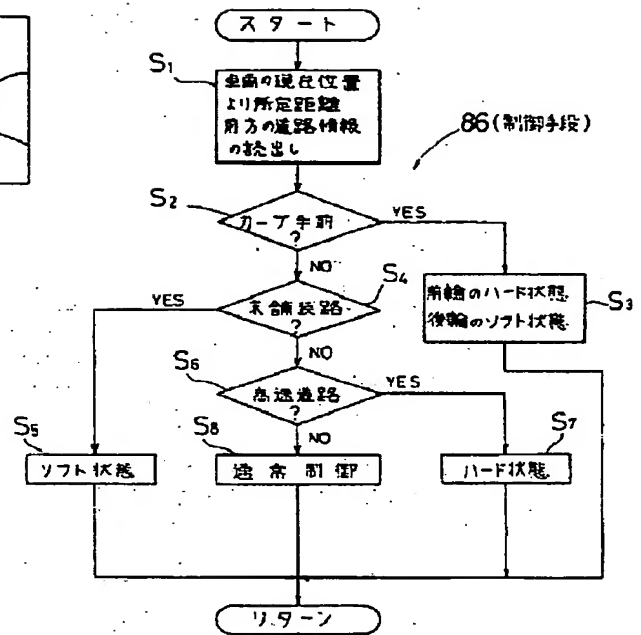 スタート
S1
車両の現在位置
より所定距離
前方の道路情報
の読出し
86(制御手段)
S2
カーブ手前
?
YES
NO
S4
未舗装路
?
YES
NO
前輪のハード状態
後輪のソフト状態
S3
S6
高速道路
?
YES
NO
S5
ソフト状態
S8
通常制御
S7
ハード状態
リターン